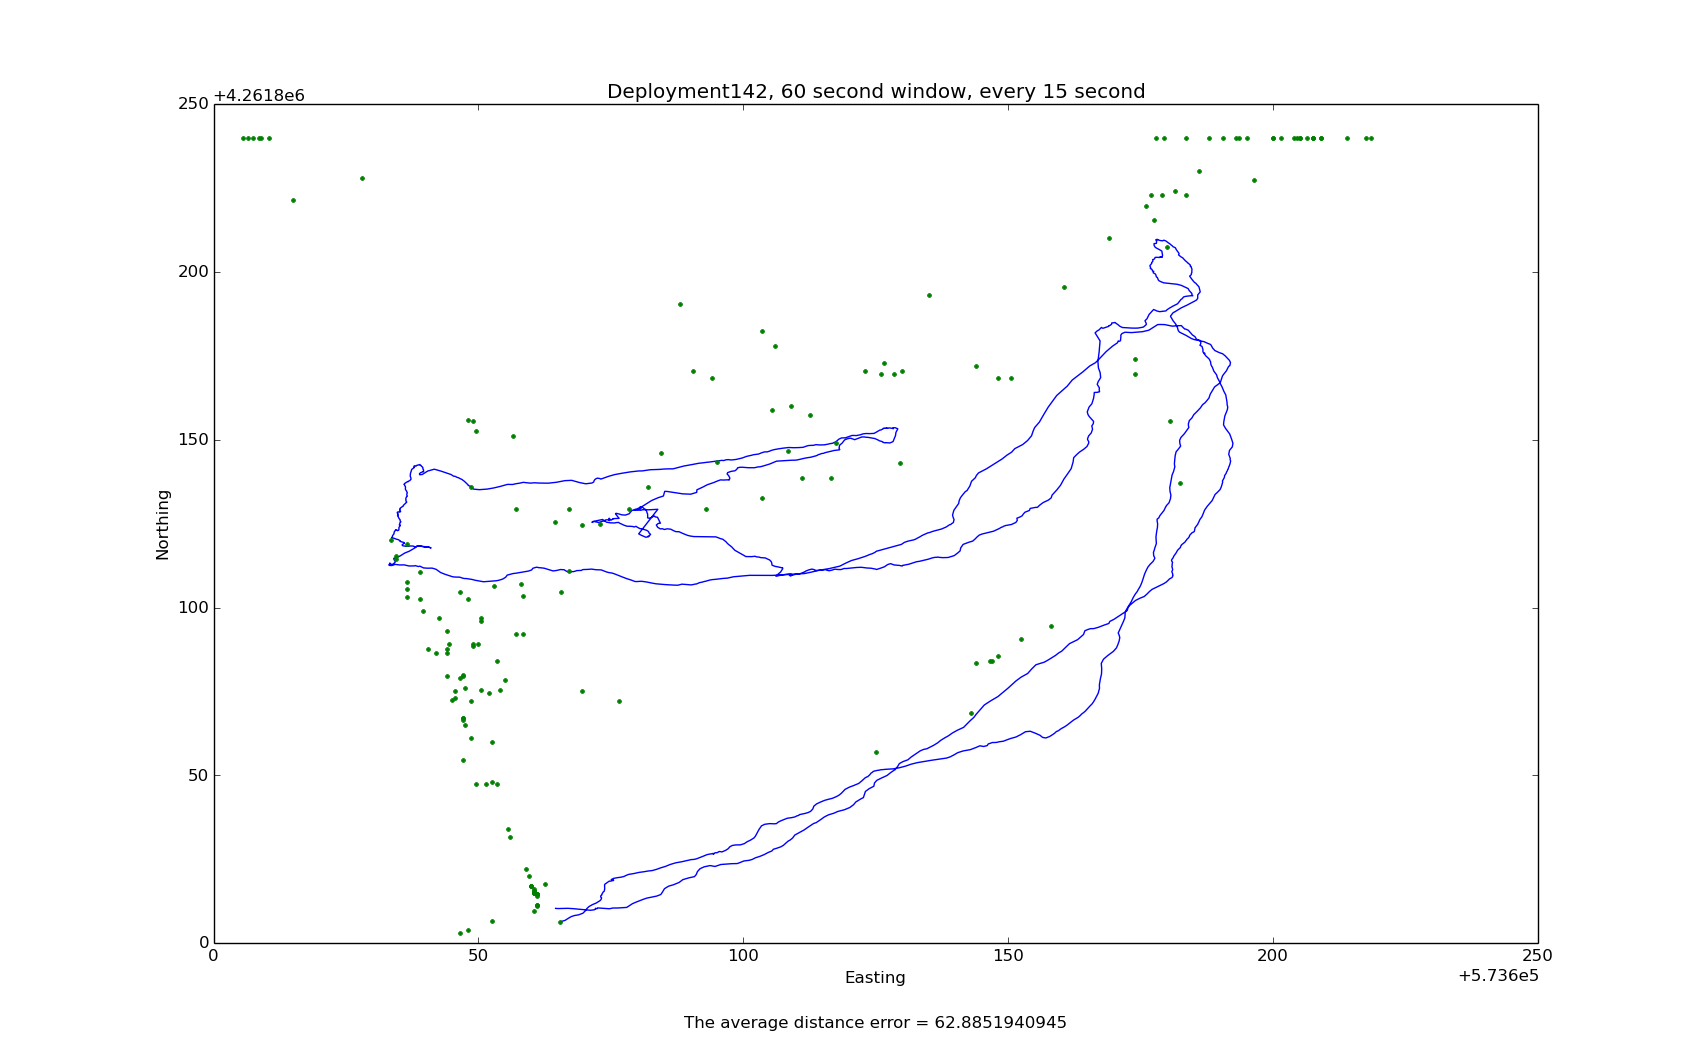 Deployment142, 60 second window, every 15 second
+4.2618e6
250
200
150
100
50
0
Northing
0 50 100 150 200 250
Easting
+5.736e5
The average distance error = 62.8851940945